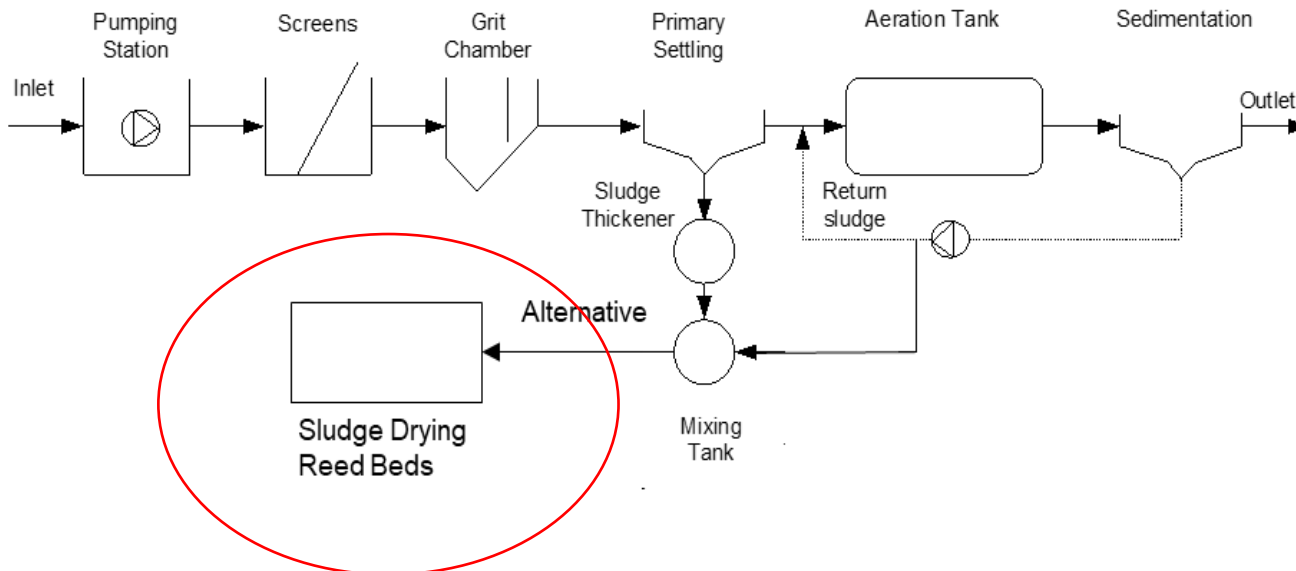 Pumping
Station
Screens
Grit
Chamber
Primary
Settling
Aeration Tank
Sedimentation
Inlet
Outlet
Sludge
Thickener
Return
sludge
Alternative
Sludge Drying
Reed Beds
Mixing
Tank